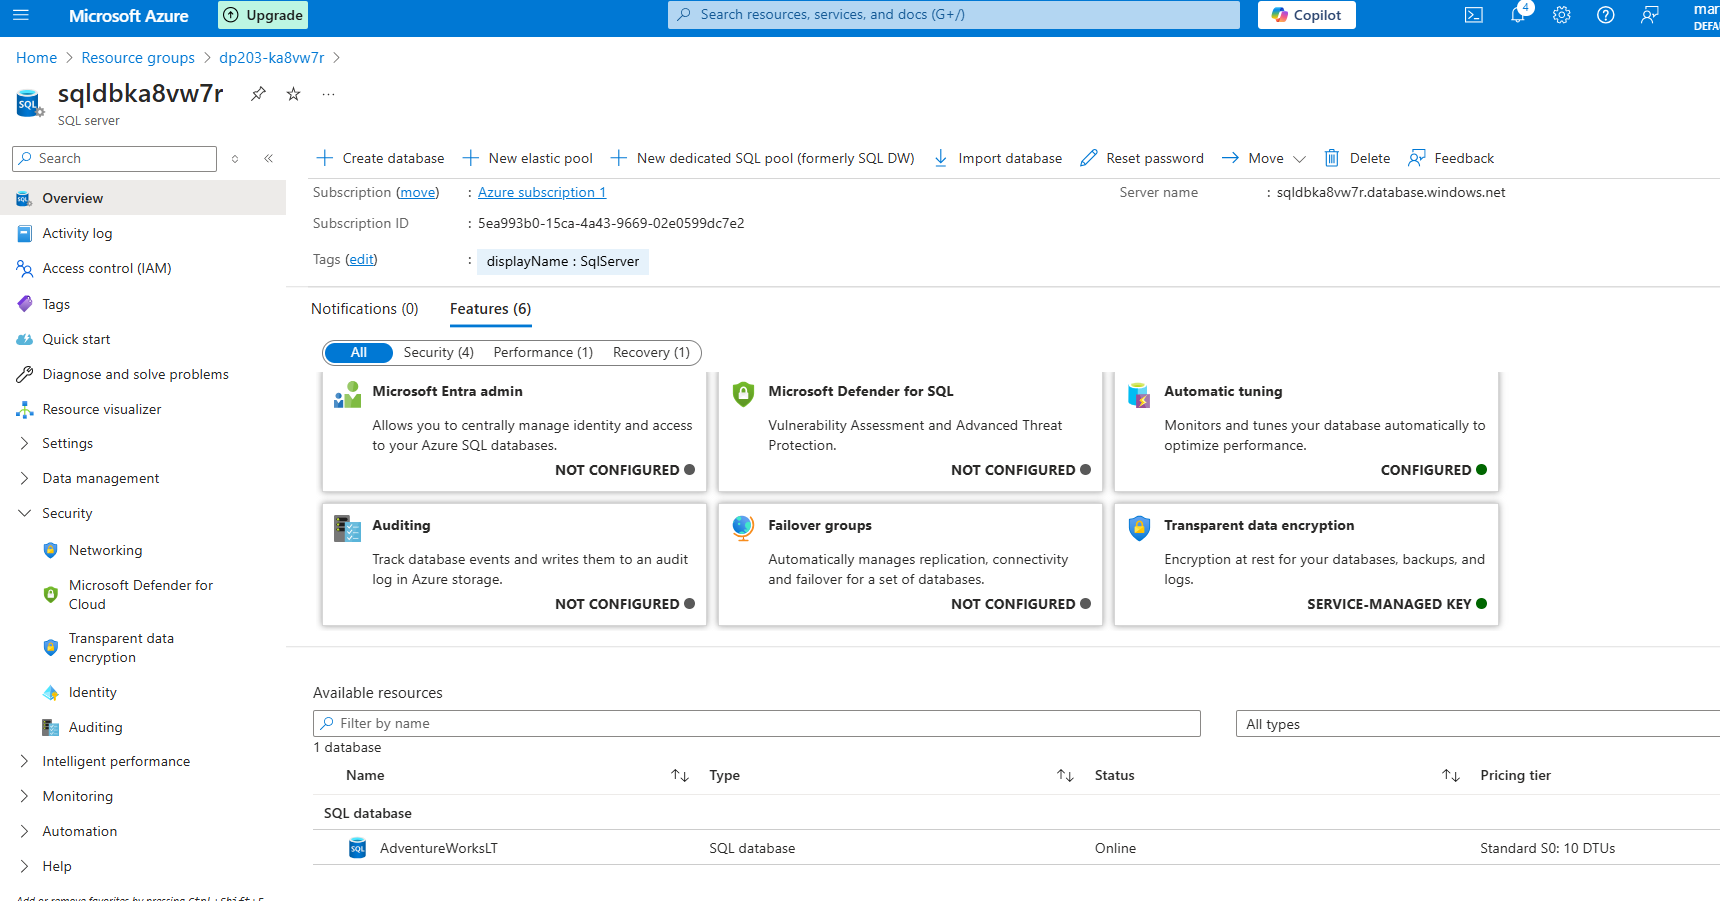 Microsoft Azure
Upgrade
Search resources, services, and docs (G+/)
Copilot
4
mar
DEFAU
Home > Resource groups > dp203-ka8vw7r >
sqldbka8vw7r
SQL server
Search
Overview
Activity log
Access control (IAM)
Tags
Quick start
Diagnose and solve problems
Resource visualizer
Settings
Data management
Security
Networking
Microsoft Defender for
Cloud
Transparent data
encryption
Identity
Auditing
Intelligent performance
Monitoring
Automation
Help
Add or remove favorites by pressing Ctrl+Shift+F
Create database
New elastic pool
New dedicated SQL pool (formerly SQL DW)
Import database
Reset password
Move
Delete
Feedback
Subscription (move) : Azure subscription 1
Server name : sqldbka8vw7r.database.windows.net
Subscription ID : 5ea993b0-15ca-4a43-9669-02e0599dc7e2
Tags (edit) : displayName : SqlServer
Notifications (0)
Features (6)
All
Security (4)
Performance (1)
Recovery (1)
Microsoft Entra admin
Allows you to centrally manage identity and access
to your Azure SQL databases.
NOT CONFIGURED
Microsoft Defender for SQL
Vulnerability Assessment and Advanced Threat
Protection.
NOT CONFIGURED
Automatic tuning
Monitors and tunes your database automatically to
optimize performance.
CONFIGURED
Auditing
Track database events and writes them to an audit
log in Azure storage.
NOT CONFIGURED
Failover groups
Automatically manages replication, connectivity
and failover for a set of databases.
NOT CONFIGURED
Transparent data encryption
Encryption at rest for your databases, backups, and
logs.
SERVICE-MANAGED KEY
Available resources
Filter by name
All types
1 database
Name
Type
Status
Pricing tier
SQL database
AdventureWorksLT
SQL database
Online
Standard S0: 10 DTUs